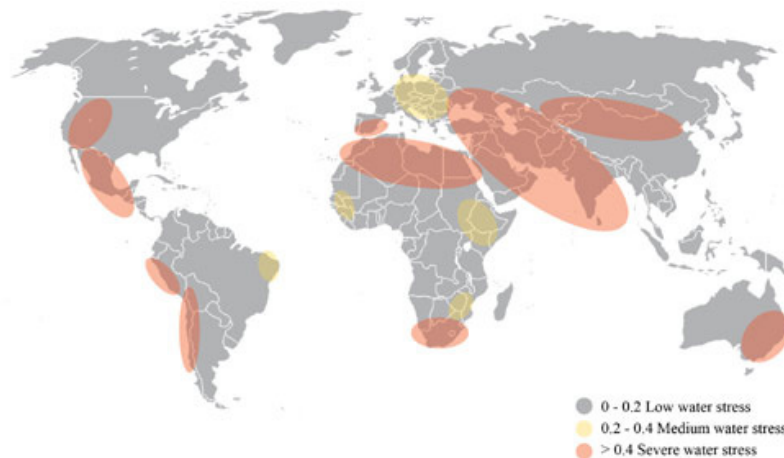 0 - 0.2 Low water stress
0.2 - 0.4 Medium water stress
> 0.4 Severe water stress